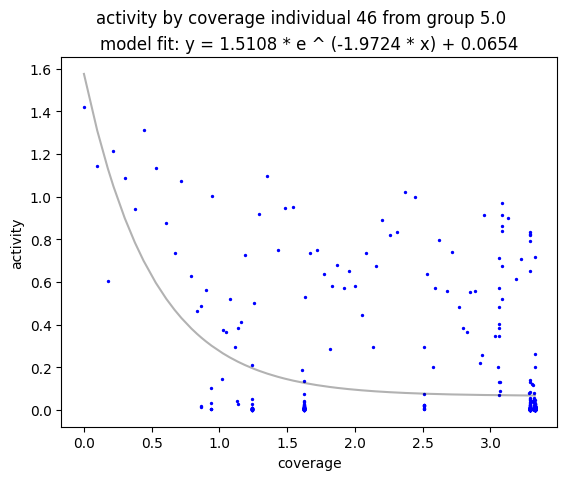 activity by coverage individual 46 from group 5.0
model fit: y = 1.5108 * e ^ (-1.9724 * x) + 0.0654
1.6
1.4
1.2
1.0
0.8
0.6
0.4
0.2
0.0
activity
0.0 0.5 1.0 1.5 2.0 2.5 3.0
coverage